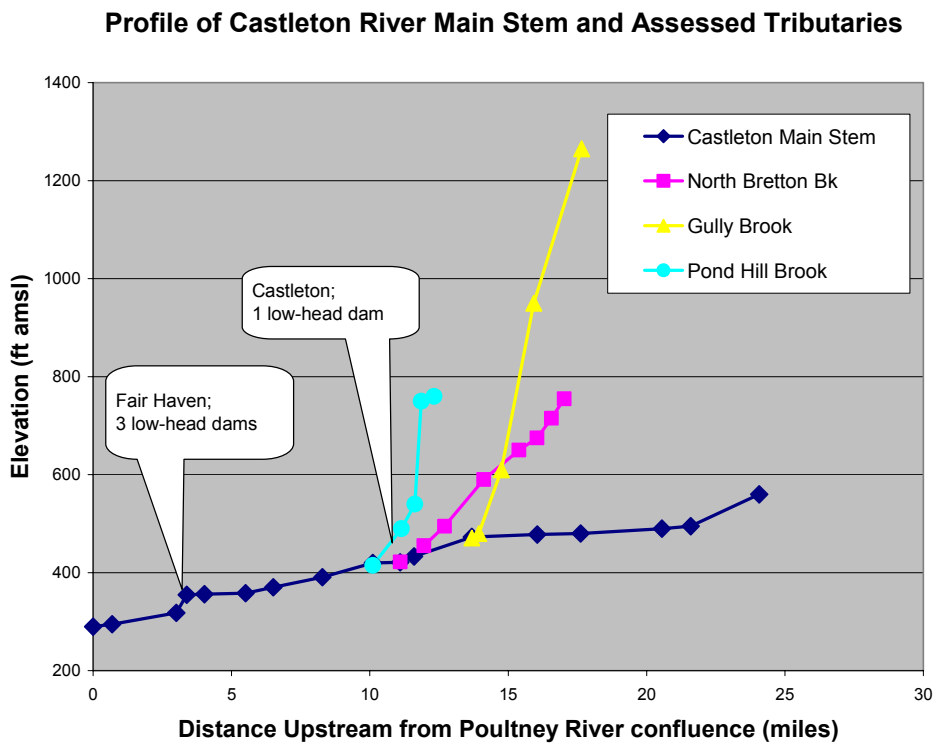 Profile of Castleton River Main Stem and Assessed Tributaries
Elevation (ft amsl)
1400
1200
1000
800
600
400
200
Castleton Main Stem
North Bretton Bk
Gully Brook
Pond Hill Brook
Castleton;
1 low-head dam
Fair Haven;
3 low-head dams
0
5
10
15
20
25
30
Distance Upstream from Poultney River confluence (miles)